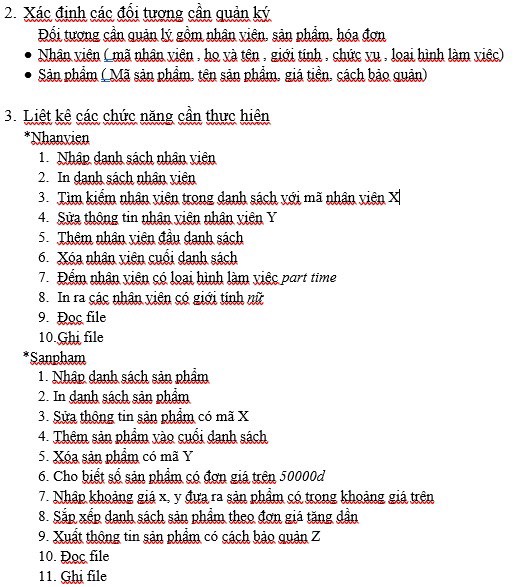 2. Xác định các đối tượng cần quản ký
Đối tượng cần quản lý gồm nhân viên, sản phẩm, hóa đơn
● Nhân viên ( mã nhân viên , họ và tên , giới tính , chức vụ , loại hình làm việc)
● Sản phẩm ( Mã sản phẩm, tên sản phẩm, giá tiền, cách bảo quản)
3. Liệt kê các chức năng cần thực hiện
*Nhanvien
1. Nhập danh sách nhân viên
2. In danh sách nhân viên
3. Tìm kiếm nhân viên trong danh sách với mã nhân viên X
4. Sửa thông tin nhân viên nhân viên Y
5. Thêm nhân viên đầu danh sách
6. Xóa nhân viên cuối danh sách
7. Đếm nhân viên có loại hình làm việc part time
8. In ra các nhân viên có giới tính nữ
9. Đọc file
10.Ghi file
*Sanpham
1. Nhập danh sách sản phẩm
2. In danh sách sản phẩm
3. Sửa thông tin sản phẩm có mã X
4. Thêm sản phẩm vào cuối danh sách
5. Xóa sản phẩm có mã Y
6. Cho biết số sản phẩm có đơn giá trên 50000đ
7. Nhập khoảng giá x, y đưa ra sản phẩm có trong khoảng giá trên
8. Sắp xếp danh sách sản phẩm theo đơn giá tăng dần
9. Xuất thông tin sản phẩm có cách bảo quản Z
10. Đọc file
11. Ghi file